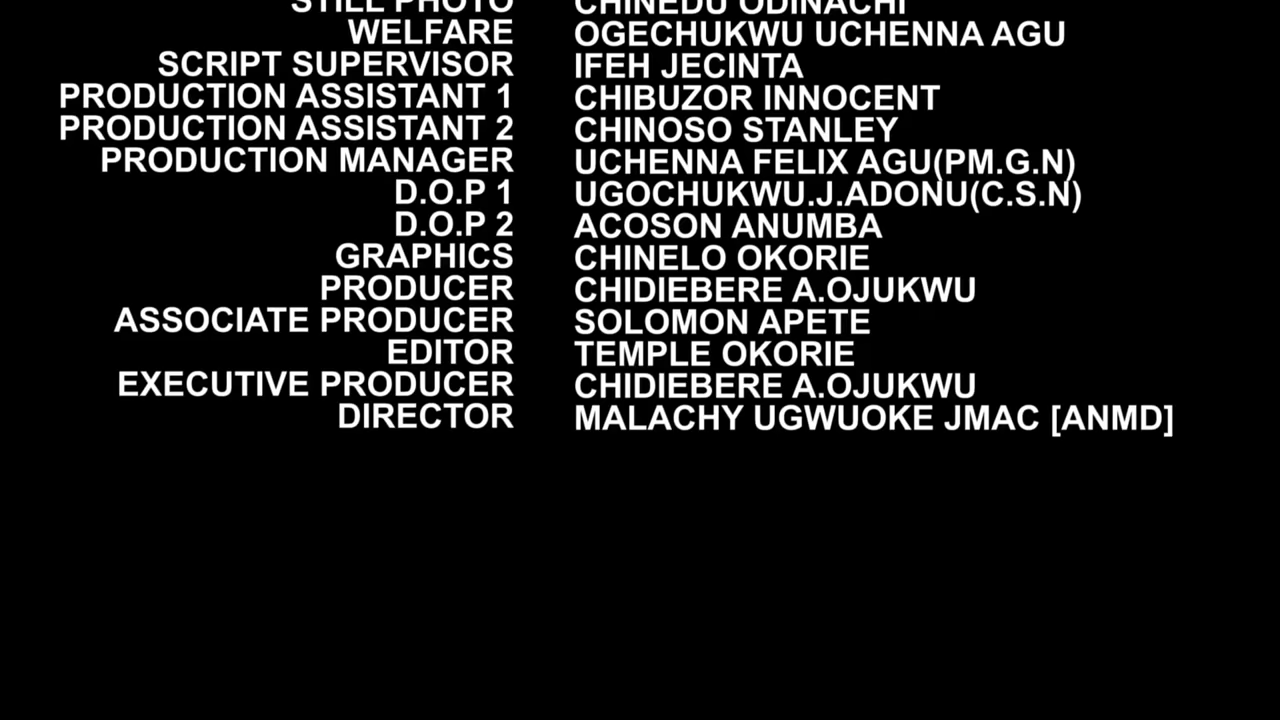 STILL PHOTO CHINEDU ODINACHI
WELFARE OGECHUKWU UCHENNA AGU
SCRIPT SUPERVISOR IFEH JECINTA
PRODUCTION ASSISTANT 1 CHIBUZOR INNOCENT
PRODUCTION ASSISTANT 2 CHINOSO STANLEY
PRODUCTION MANAGER UCHENNA FELIX AGU(PM.G.N)
D.O.P 1 UGOCHUKWU.J.ADONU(C.S.N)
D.O.P 2 ACOSON ANUMBA
GRAPHICS CHINELO OKORIE
PRODUCER CHIDIEBERE A.OJUKWU
ASSOCIATE PRODUCER SOLOMON APETE
EDITOR TEMPLE OKORIE
EXECUTIVE PRODUCER CHIDIEBERE A.OJUKWU
DIRECTOR MALACHY UGWUOKE JMAC [ANMD]